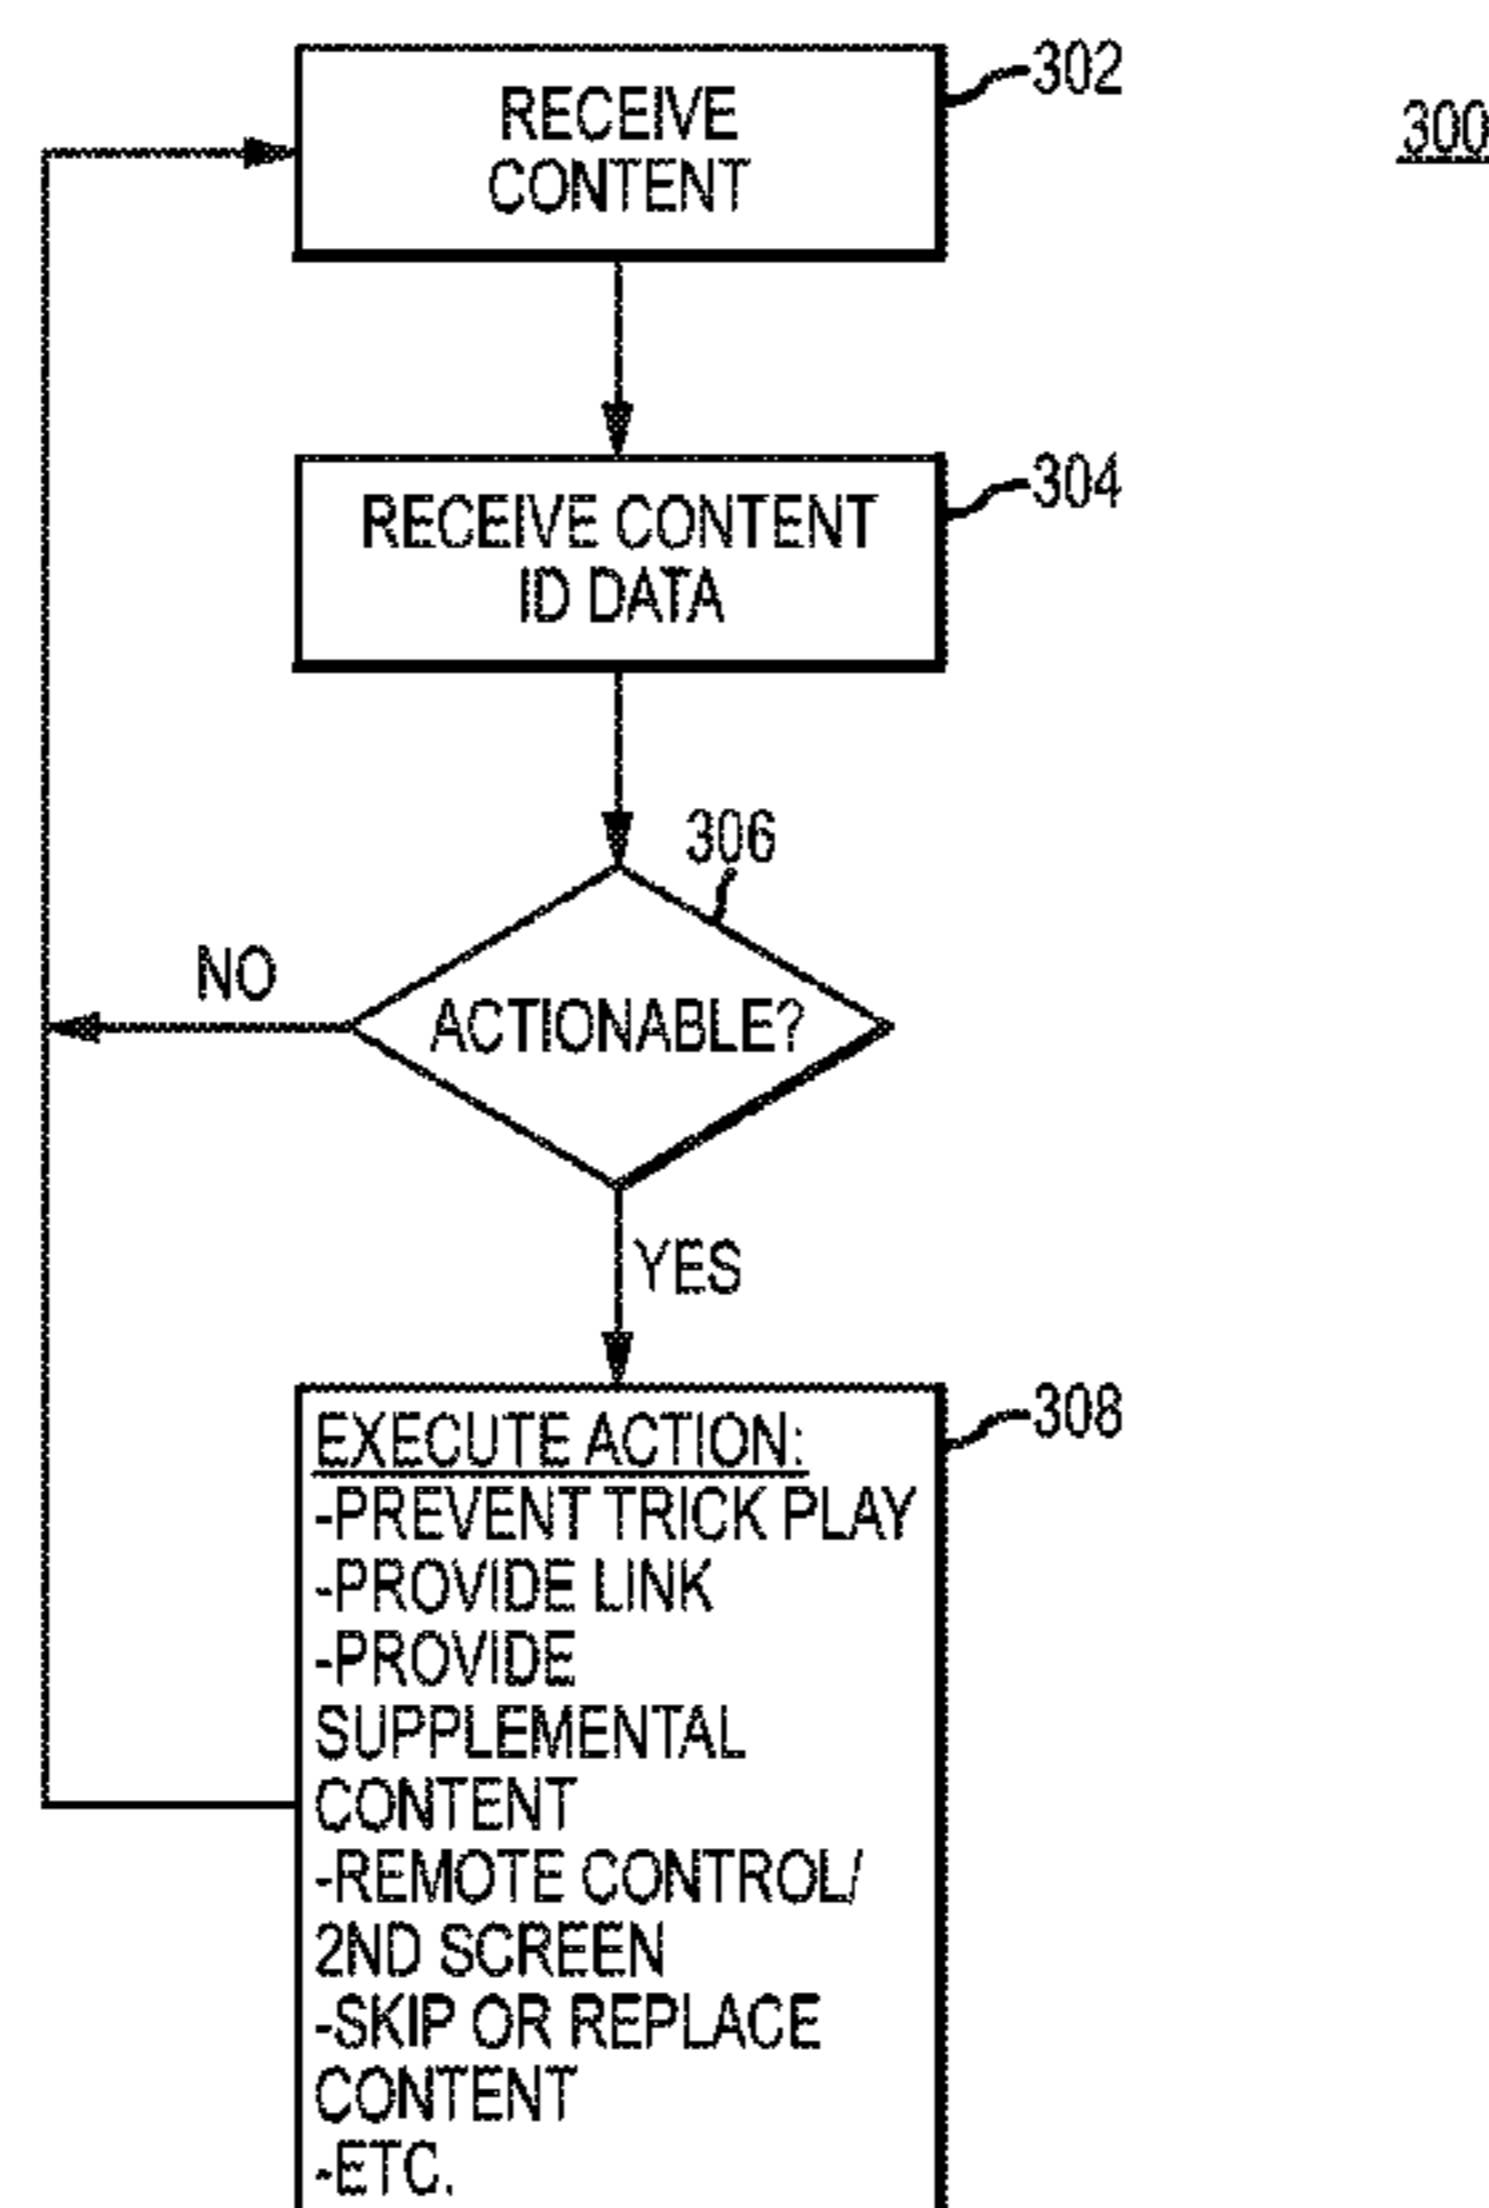 302
300
RECEIVE
CONTENT
304
RECEIVE CONTENT
ID DATA
306
NO
ACTIONABLE?
YES
308
EXECUTE ACTION:
-PREVENT TRICK PLAY
-PROVIDE LINK
-PROVIDE
SUPPLEMENTAL
CONTENT
-REMOTE CONTROL/
2ND SCREEN
-SKIP OR REPLACE
CONTENT
-ETC.